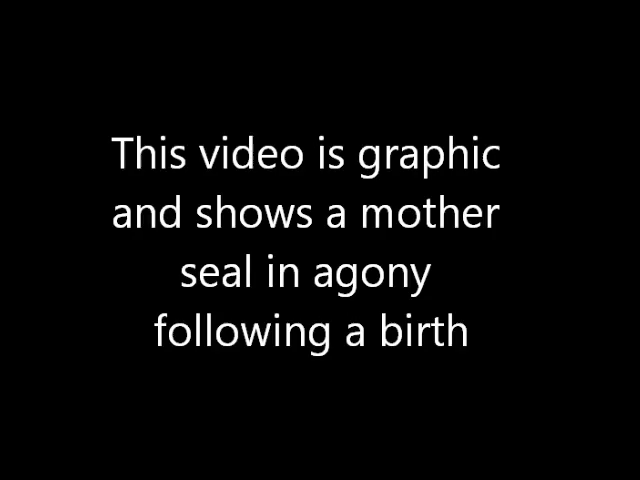 This video is graphic
and shows a mother
seal in agony
following a birth